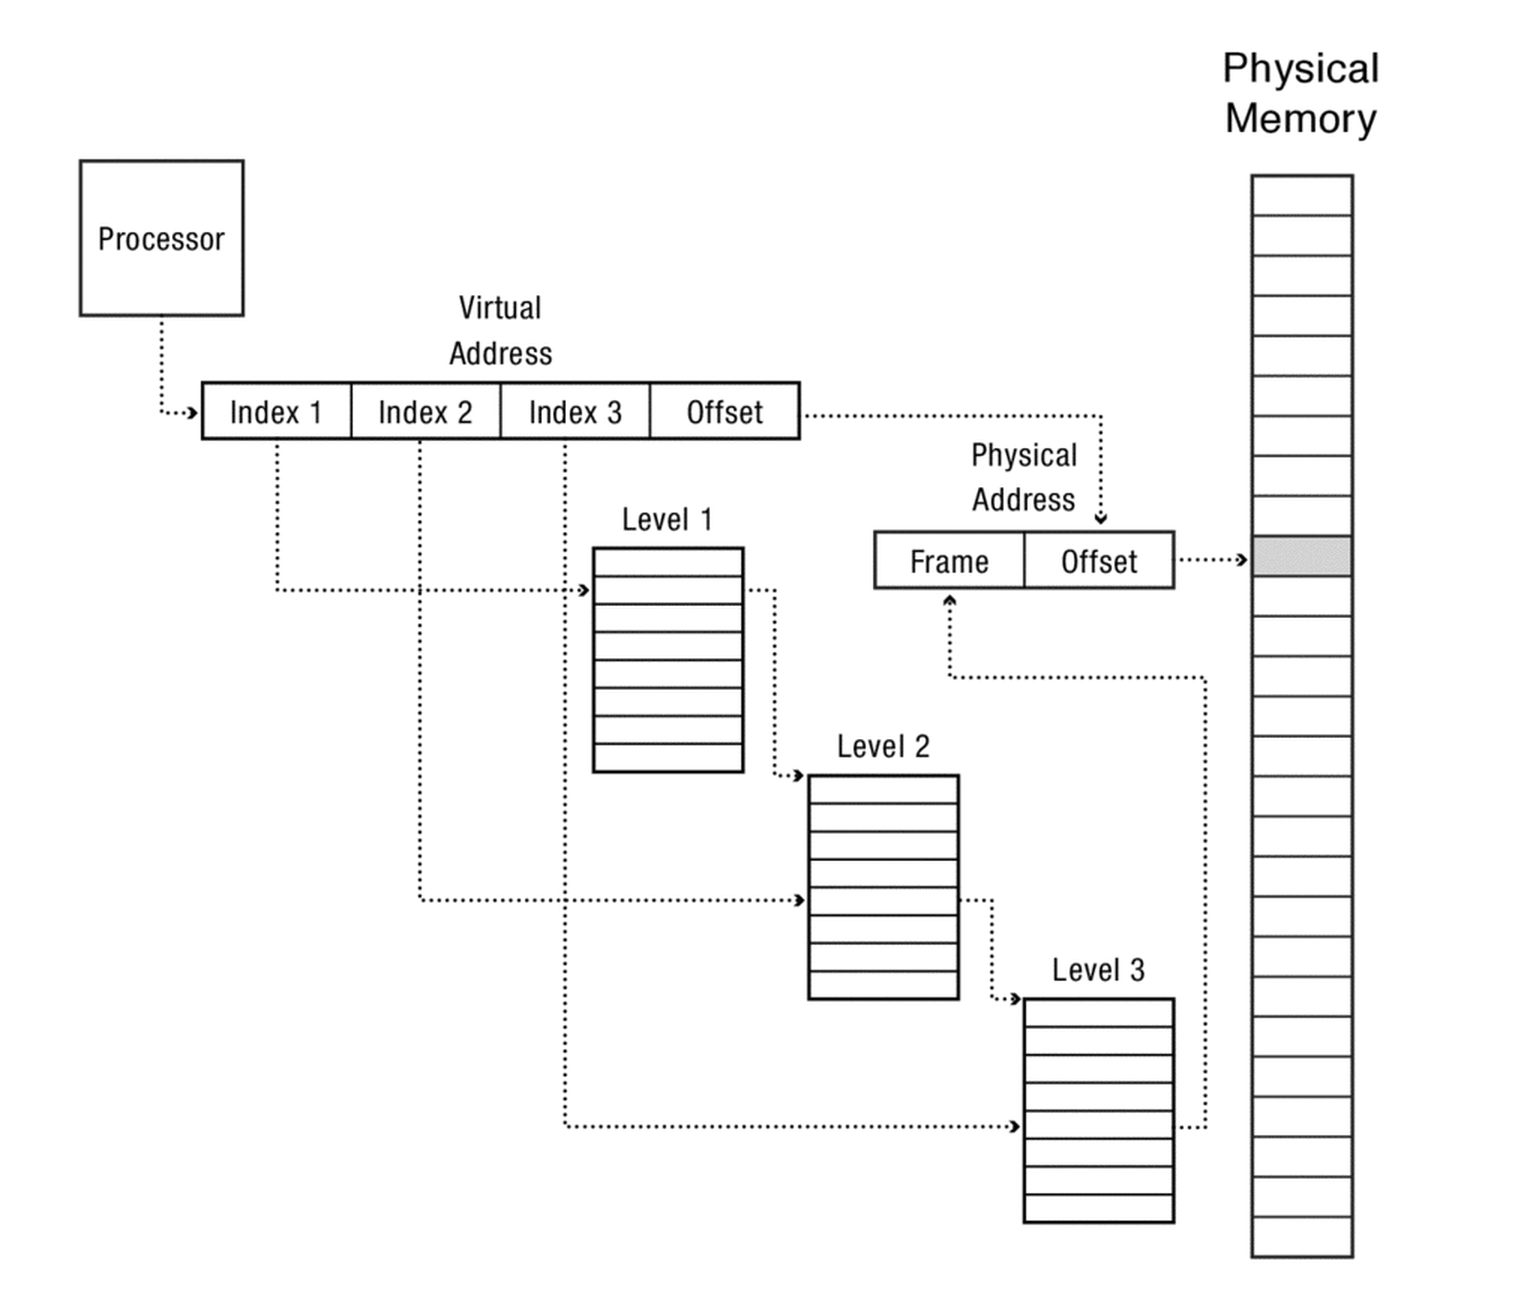 Physical
Memory
Processor
Virtual
Address
Index 1
Index 2
Index 3
Offset
Physical
Address
Level 1
Frame
Offset
Level 2
Level 3